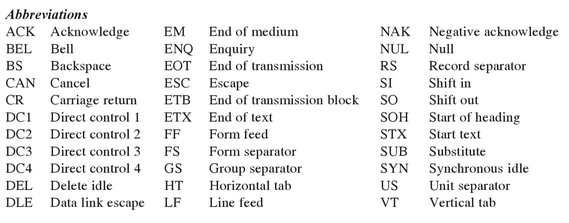 Abbreviations
ACK Acknowledge EM End of medium NAK Negative acknowledge
BEL Bell ENQ Enquiry NUL Null
BS Backspace EOT End of transmission RS Record separator
CAN Cancel ESC Escape SI Shift in
CR Carriage return ETB End of transmission block SO Shift out
DC1 Direct control 1 ETX End of text SOH Start of heading
DC2 Direct control 2 FF Form feed STX Start text
DC3 Direct control 3 FS Form separator SUB Substitute
DC4 Direct control 4 GS Group separator SYN Synchronous idle
DEL Delete idle HT Horizontal tab US Unit separator
DLE Data link escape LF Line feed VT Vertical tab